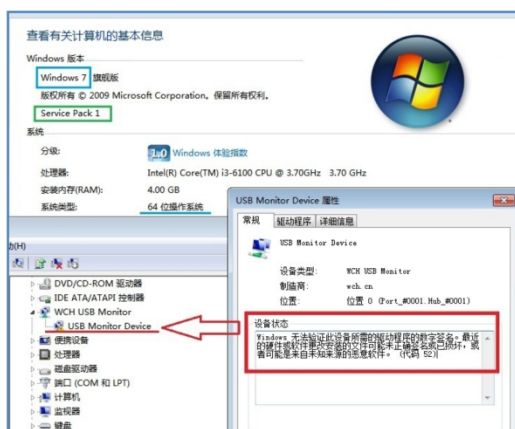 查看有关计算机的基本信息
Windows 版本
Windows 7 旗舰版
版权所有 © 2009 Microsoft Corporation。保留所有权利。
Service Pack 1
系统
分级:
1.0 Windows 体验指数
处理器:
Intel(R) Core(TM) i3-6100 CPU @ 3.70GHz 3.70 GHz
安装内存(RAM):
4.00 GB
系统类型:
64 位操作系统
USB Monitor Device 属性
常规 驱动程序 详细信息
USB Monitor Device
设备类型: WCH USB Monitor
制造商: wch.cn
位置: 位置 0 (Port_#0001.Hub_#0001)
设备状态
Windows 无法验证此设备所需的驱动程序的数字签名。最近
的硬件或软件更改安装的文件可能未正确签名或已损坏,或
者可能是来自未知来源的恶意软件。 (代码 52)
(H)
DVD/CD-ROM 驱动器
IDE ATA/ATAPI 控制器
WCH USB Monitor
USB Monitor Device
便携设备
处理器
磁盘驱动器
端口 (COM 和 LPT)
计算机
监视器
键盘